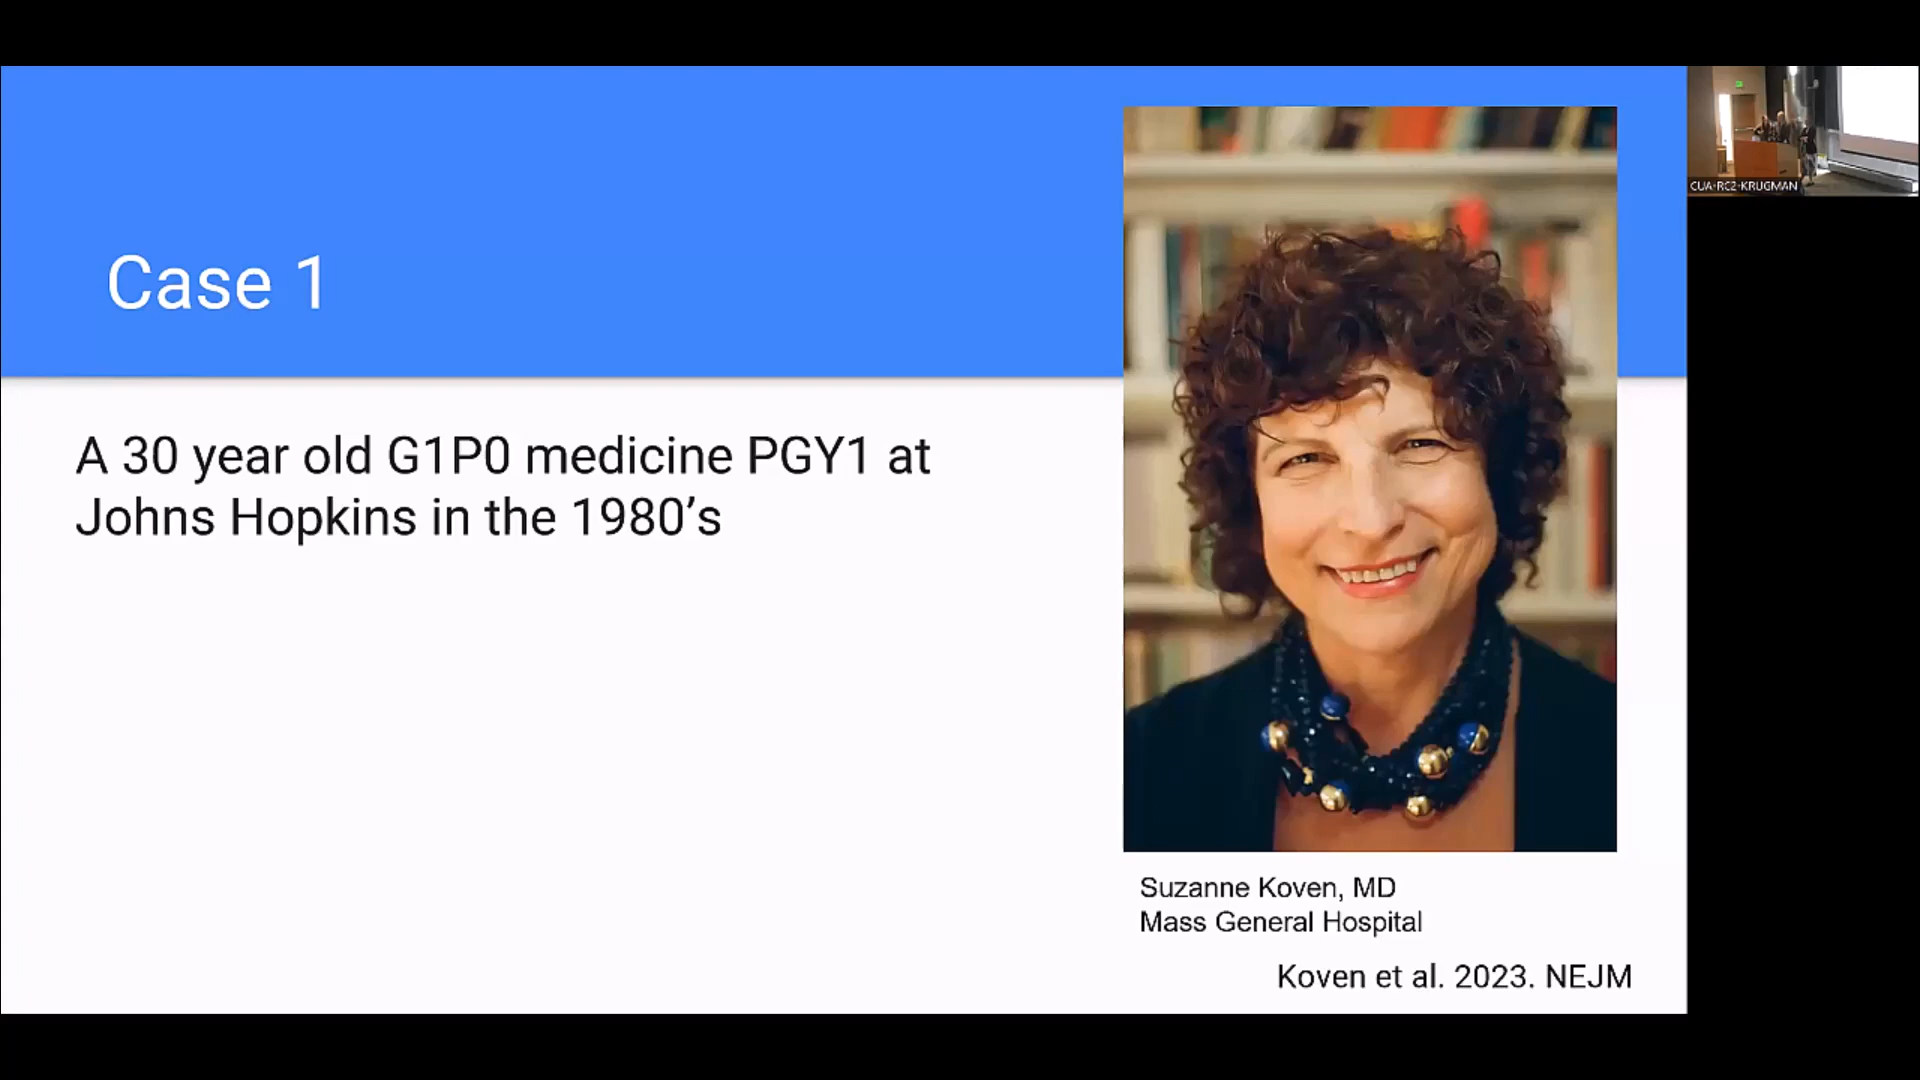 Case 1
A 30 year old G1P0 medicine PGY1 at
Johns Hopkins in the 1980’s
Suzanne Koven, MD
Mass General Hospital
Koven et al. 2023. NEJM
CUA-RC2-KRUGMAN